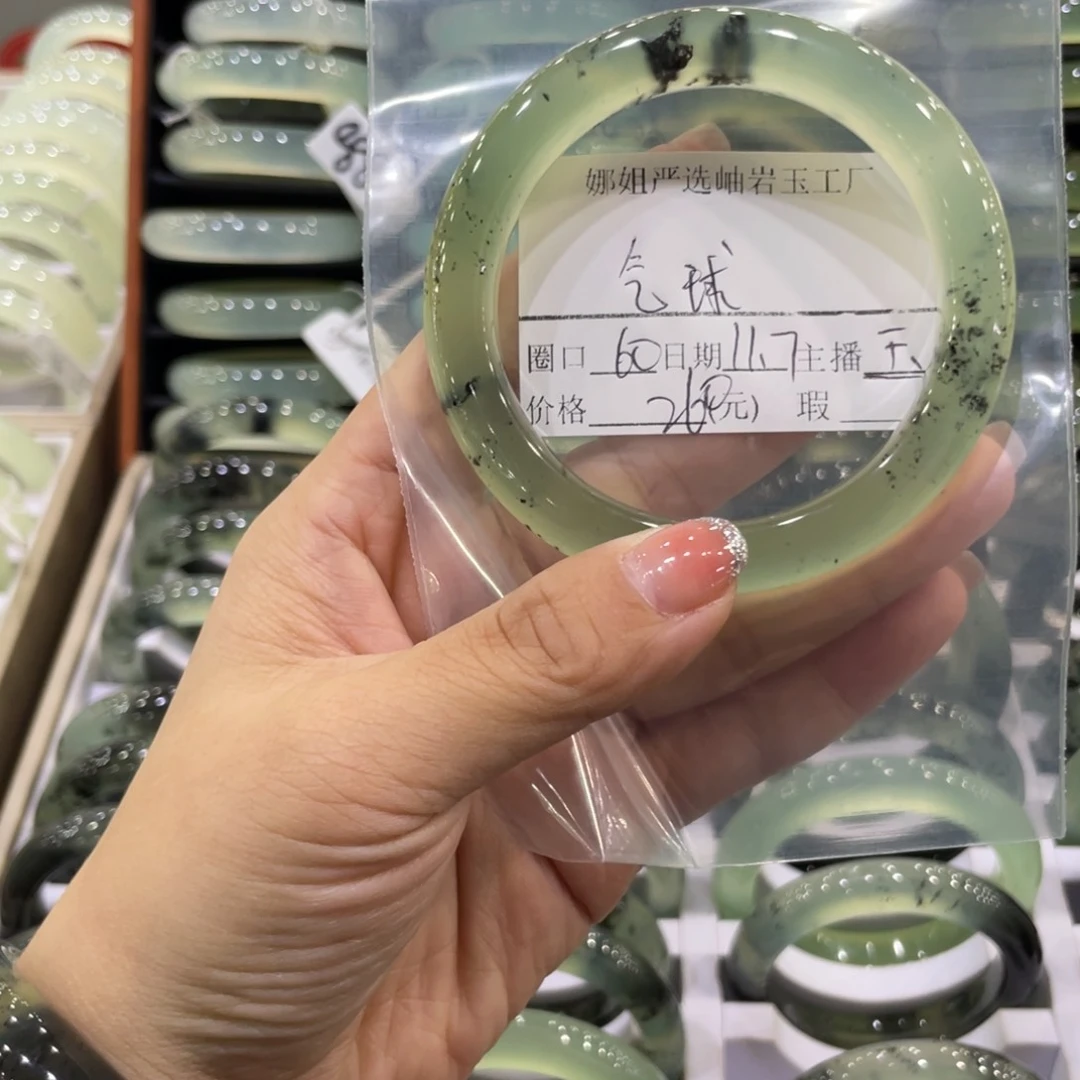 娜姐严选岫岩玉工厂
气球
圈口 60 日期 11.7 主播 玉
价格 260 (元) 瑕